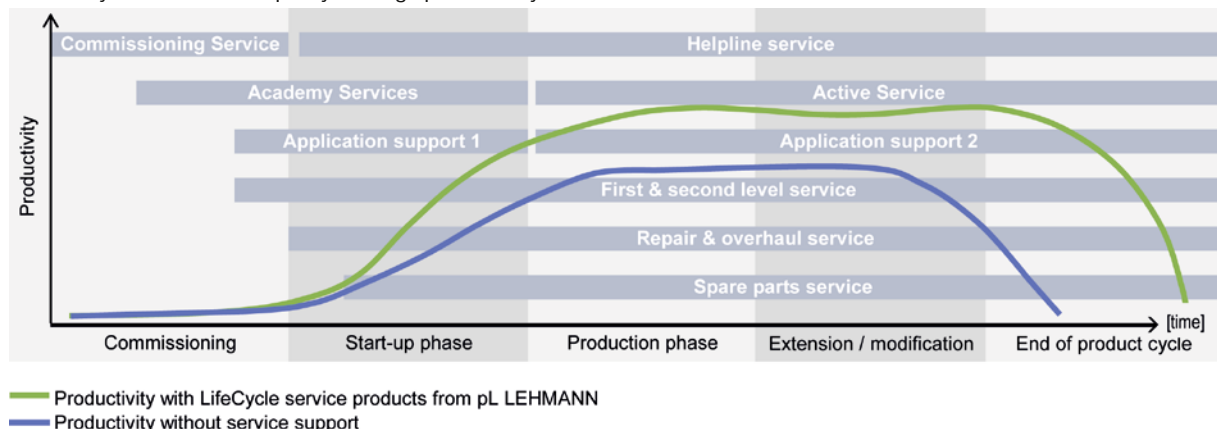 Commissioning Service
Helpline service
Academy Services
Active Service
Application support 1
Application support 2
First & second level service
Repair & overhaul service
Spare parts service
Productivity
[time]
Commissioning
Start-up phase
Production phase
Extension / modification
End of product cycle
Productivity with LifeCycle service products from pL LEHMANN
Productivity without service support